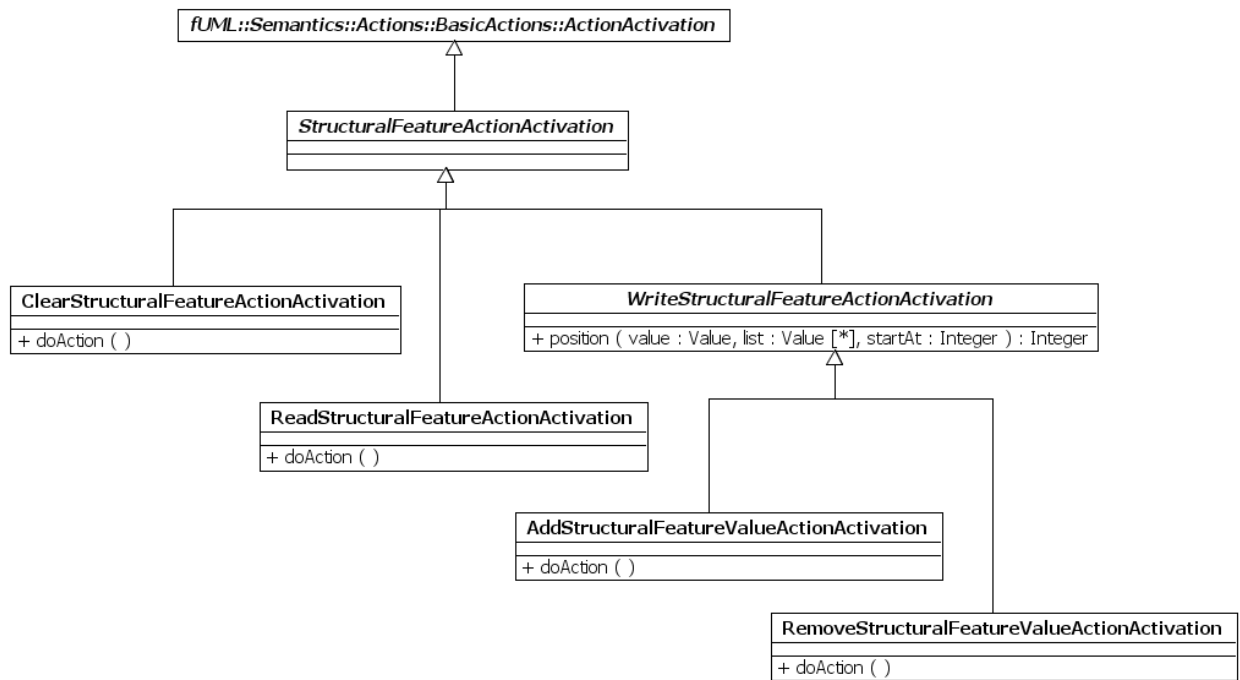 fUML::Semantics::Actions::BasicActions::ActionActivation
StructuralFeatureActionActivation
ClearStructuralFeatureActionActivation
+ doAction ( )
WriteStructuralFeatureActionActivation
+ position ( value : Value, list : Value [*], startAt : Integer ) : Integer
ReadStructuralFeatureActionActivation
+ doAction ( )
AddStructuralFeatureValueActionActivation
+ doAction ( )
RemoveStructuralFeatureValueActionActivation
+ doAction ( )